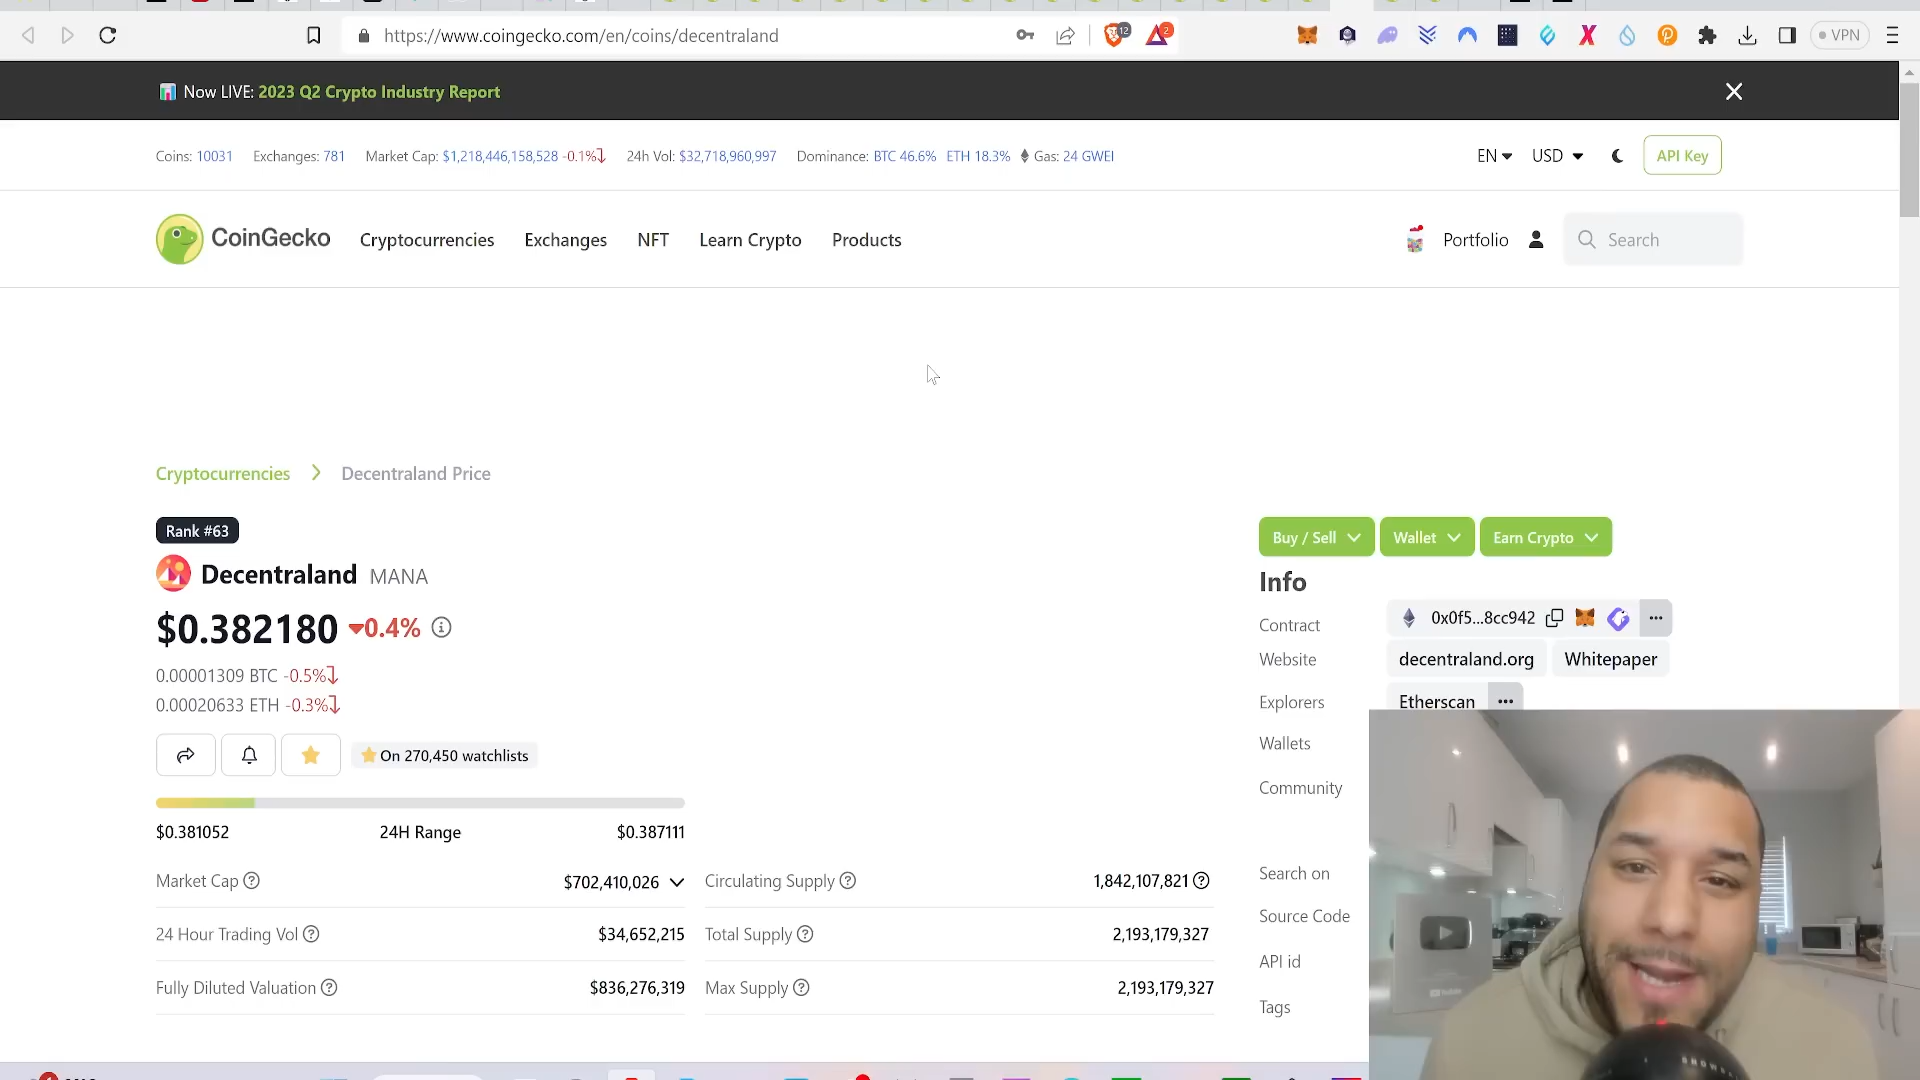 https://www.coingecko.com/en/coins/decentraland
12
2
VPN
Now LIVE: 2023 Q2 Crypto Industry Report
Coins: 10031 Exchanges: 781 Market Cap: $1,218,446,158,528 -0.1% 24h Vol: $32,718,960,997 Dominance: BTC 46.6% ETH 18.3% Gas: 24 GWEI
EN USD API Key
CoinGecko Cryptocurrencies Exchanges NFT Learn Crypto Products
Portfolio Search
Cryptocurrencies Decentraland Price
Rank #63
Decentraland MANA
$0.382180 0.4%
0.00001309 BTC -0.5%
0.00020633 ETH -0.3%
On 270,450 watchlists
$0.381052 24H Range $0.387111
Market Cap $702,410,026
24 Hour Trading Vol $34,652,215
Fully Diluted Valuation $836,276,319
Circulating Supply 1,842,107,821
Total Supply 2,193,179,327
Max Supply 2,193,179,327
Buy / Sell Wallet Earn Crypto
Info
Contract 0x0f5...8cc942
Website decentraland.org Whitepaper
Explorers Etherscan
Wallets
Community
Search on
Source Code
API id
Tags